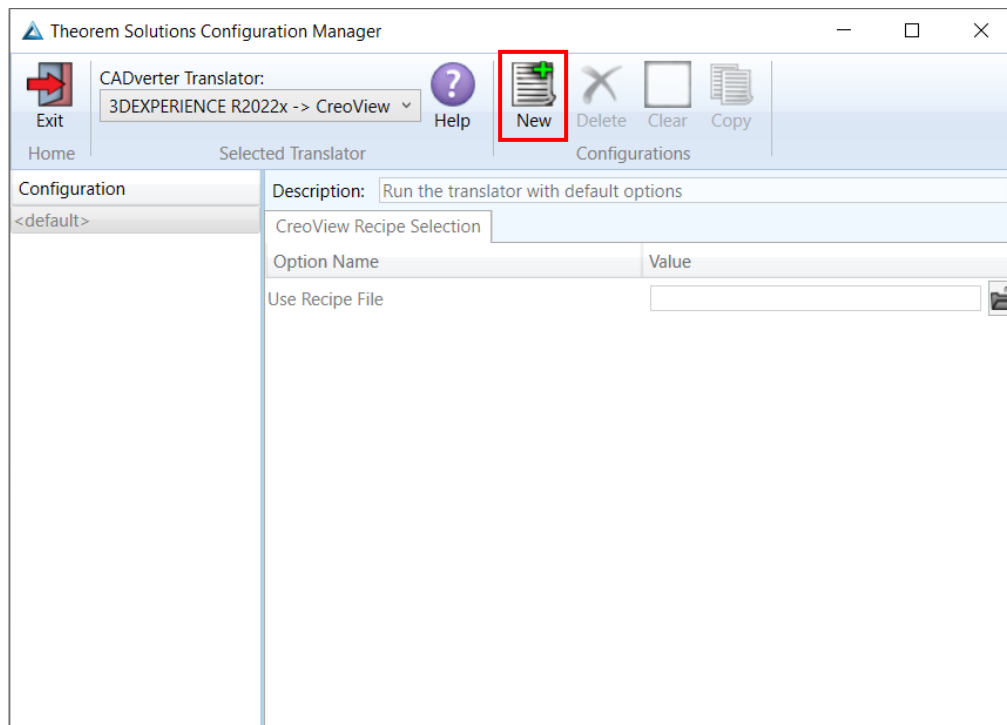 Theorem Solutions Configuration Manager
CADverter Translator:
3DEXPERIENCE R2022x -> CreoView
Exit
?
Help
New
Delete
Clear
Copy
Home
Selected Translator
Configurations
Configuration
<default>
Description: Run the translator with default options
CreoView Recipe Selection
Option Name Value
Use Recipe File